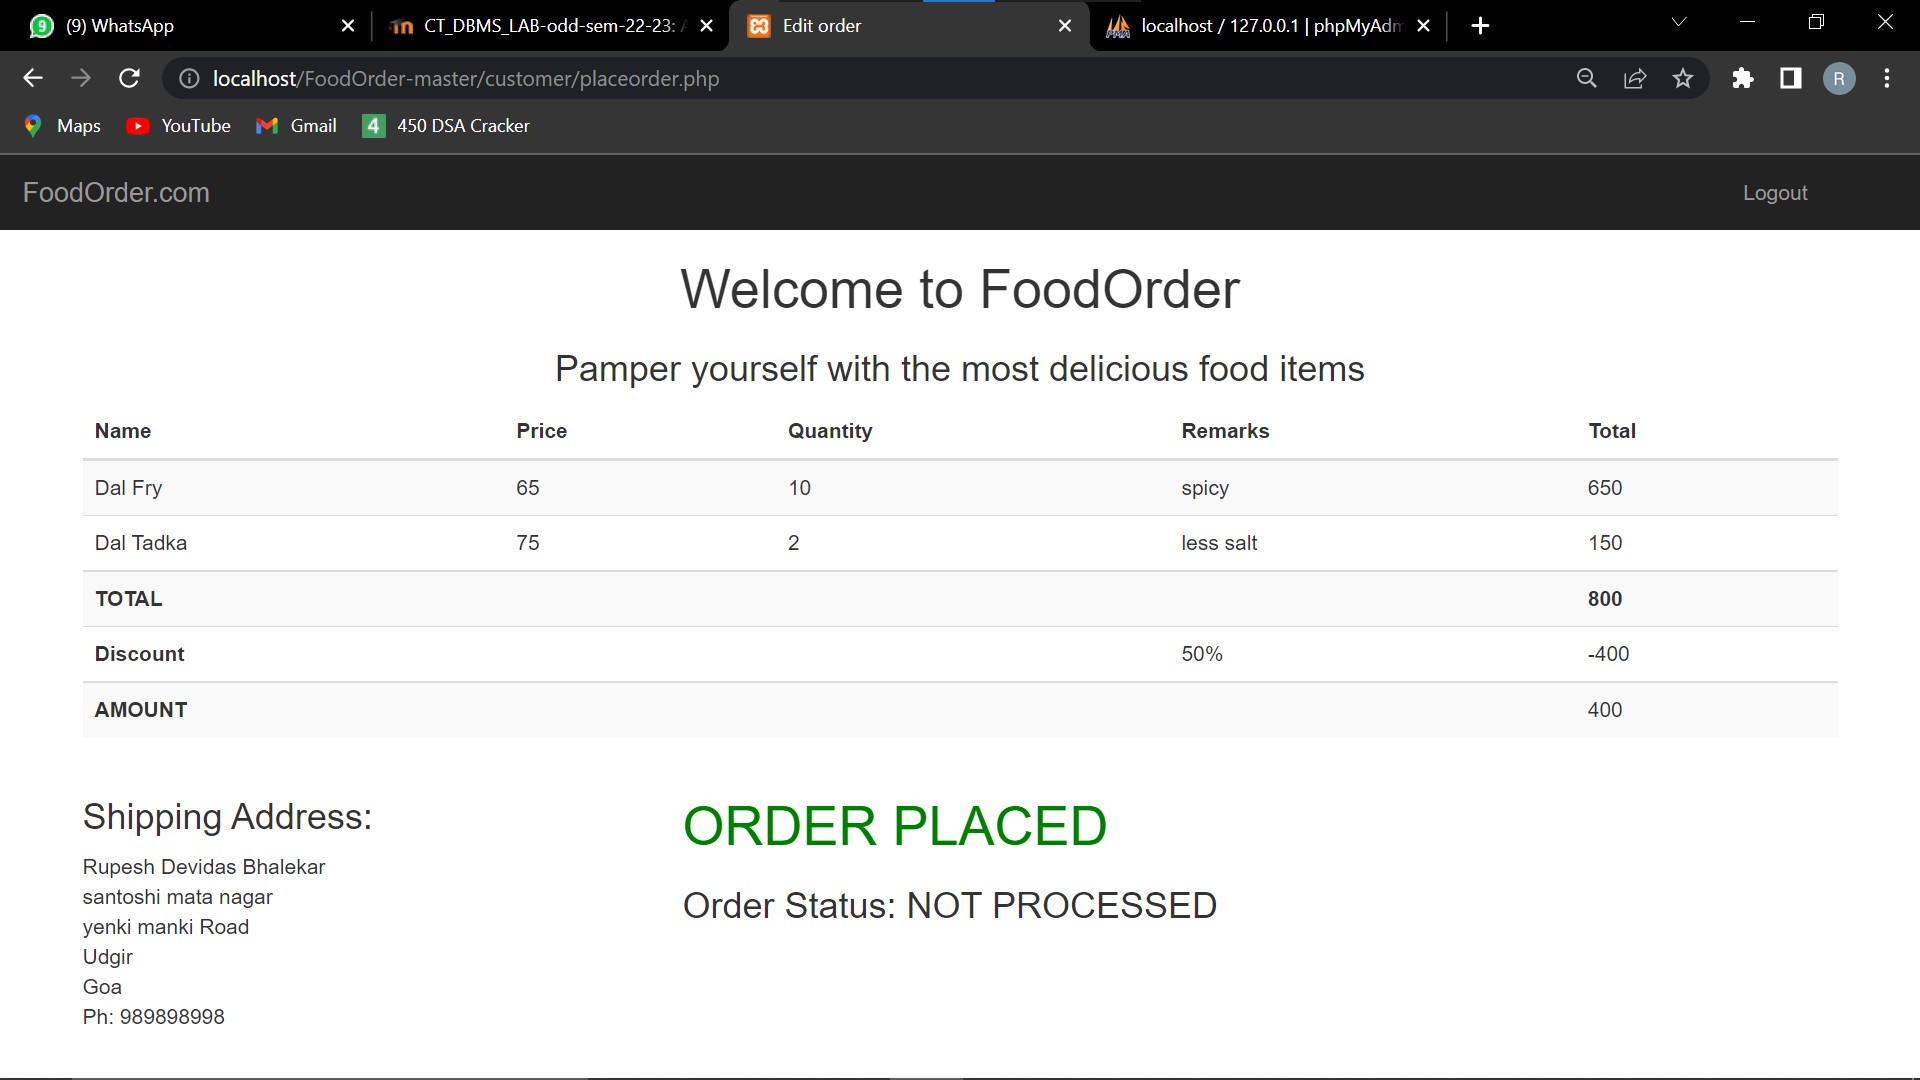 (9) WhatsApp
CT_DBMS_LAB-odd-sem-22-23:
Edit order
localhost / 127.0.0.1 | phpMyAdm
localhost/FoodOrder-master/customer/placeorder.php
R
Maps YouTube Gmail 4 450 DSA Cracker
FoodOrder.com Logout
Welcome to FoodOrder
Pamper yourself with the most delicious food items
Name Price Quantity Remarks Total
Dal Fry 65 10 spicy 650
Dal Tadka 75 2 less salt 150
TOTAL 800
Discount 50% -400
AMOUNT 400
Shipping Address:
Rupesh Devidas Bhalekar
santoshi mata nagar
yenki manki Road
Udgir
Goa
Ph: 989898998
ORDER PLACED
Order Status: NOT PROCESSED